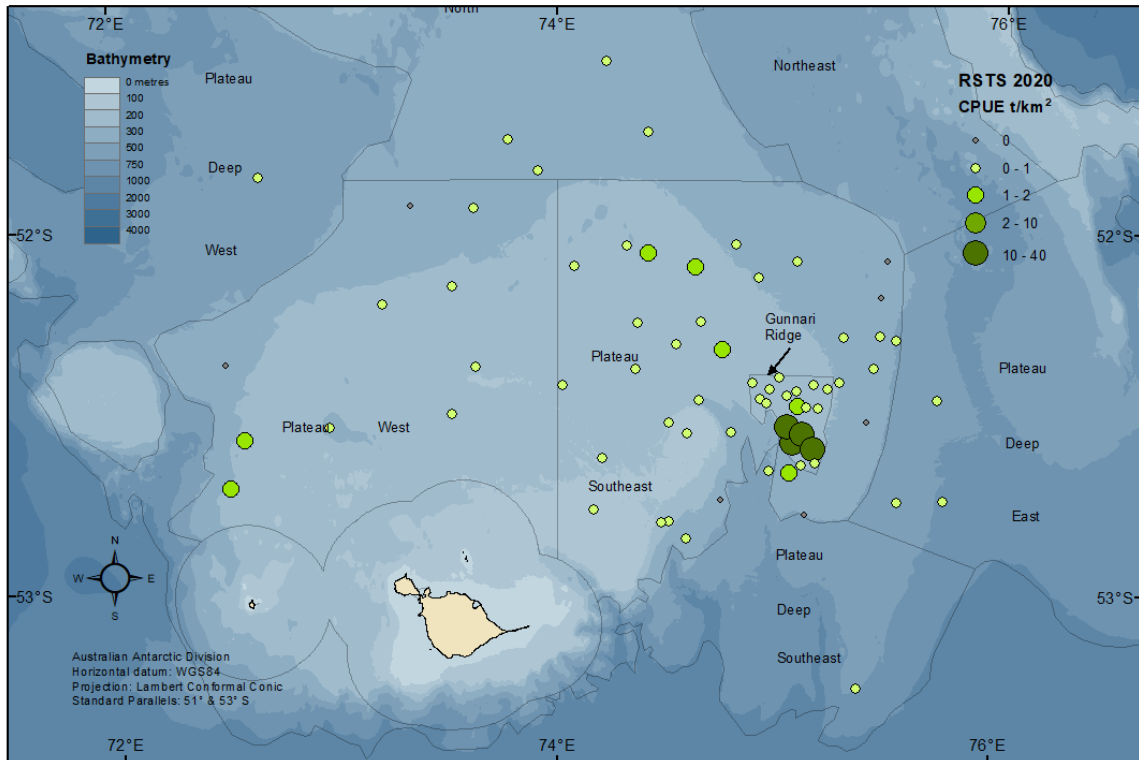 72°E
North
74°E
76°E
Bathymetry
0 metres
100
200
300
500
750
1000
2000
3000
4000
Plateau
Deep
West
Northeast
RSTS 2020
CPUE t/km²
0
0 - 1
1 - 2
2 - 10
10 - 40
52°S
52°S
Gunnari
Ridge
Plateau
Southeast
Plateau
West
Plateau
Deep
East
N
W
E
S
53°S
53°S
Plateau
Deep
Southeast
Australian Antarctic Division
Horizontal datum: WGS84
Projection: Lambert Conformal Conic
Standard Parallels: 51° & 53° S
72°E
74°E
76°E